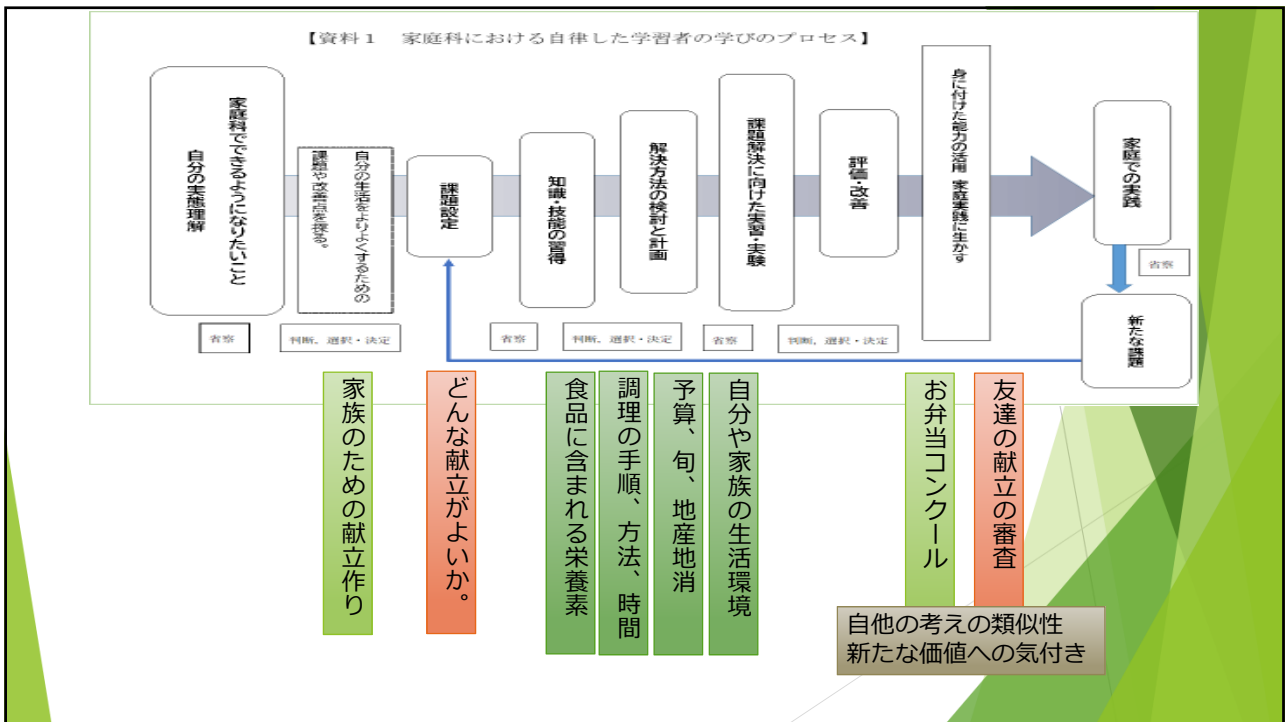 【資料1 家庭科における自律した学習者の学びのプロセス】
家庭科でできるようになりたいこと
自分の実態理解
自分の生活をよりよくするための
課題や改善点を探る。
課題設定
知識・技能の習得
解決方法の検討と計画
課題解決に向けた実習・実験
評価・改善
身に付けた能力の活用 家庭実践に生かす
家庭での実践
省察
新たな課題
省察
判断，選択・決定
省察
判断，選択・決定
省察
判断，選択・決定
家族のための献立作り
どんな献立がよいか。
食品に含まれる栄養素
調理の手順、方法、時間
予算、旬、地産地消
自分や家族の生活環境
お弁当コンクール
友達の献立の審査
自他の考えの類似性
新たな価値への気付き